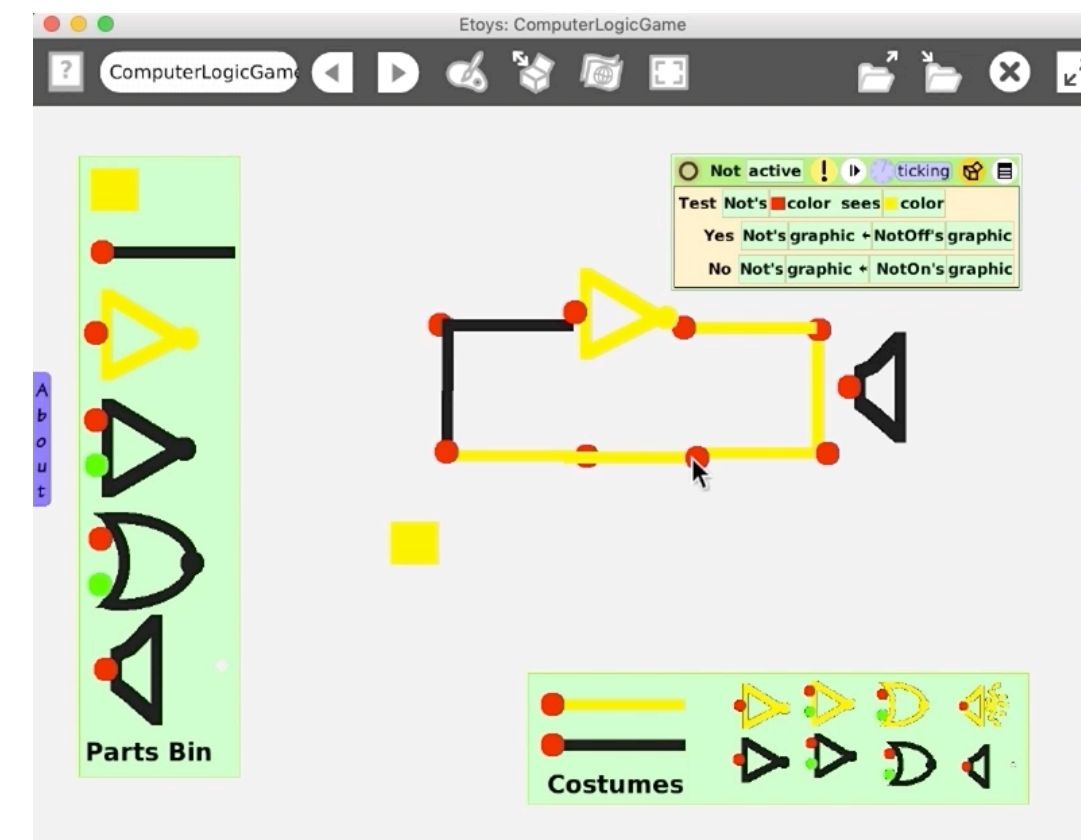 Etoys: ComputerLogicGame
?
ComputerLogicGame
Not active ! ticking
Test Not's color sees color
Yes Not's graphic ← NotOff's graphic
No Not's graphic ← NotOn's graphic
About
Parts Bin
Costumes